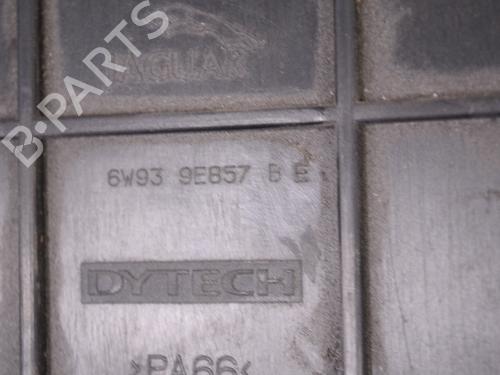 JAGUAR
B-PARTS
6W93 9E857 B E
DYTECH
>PA66<